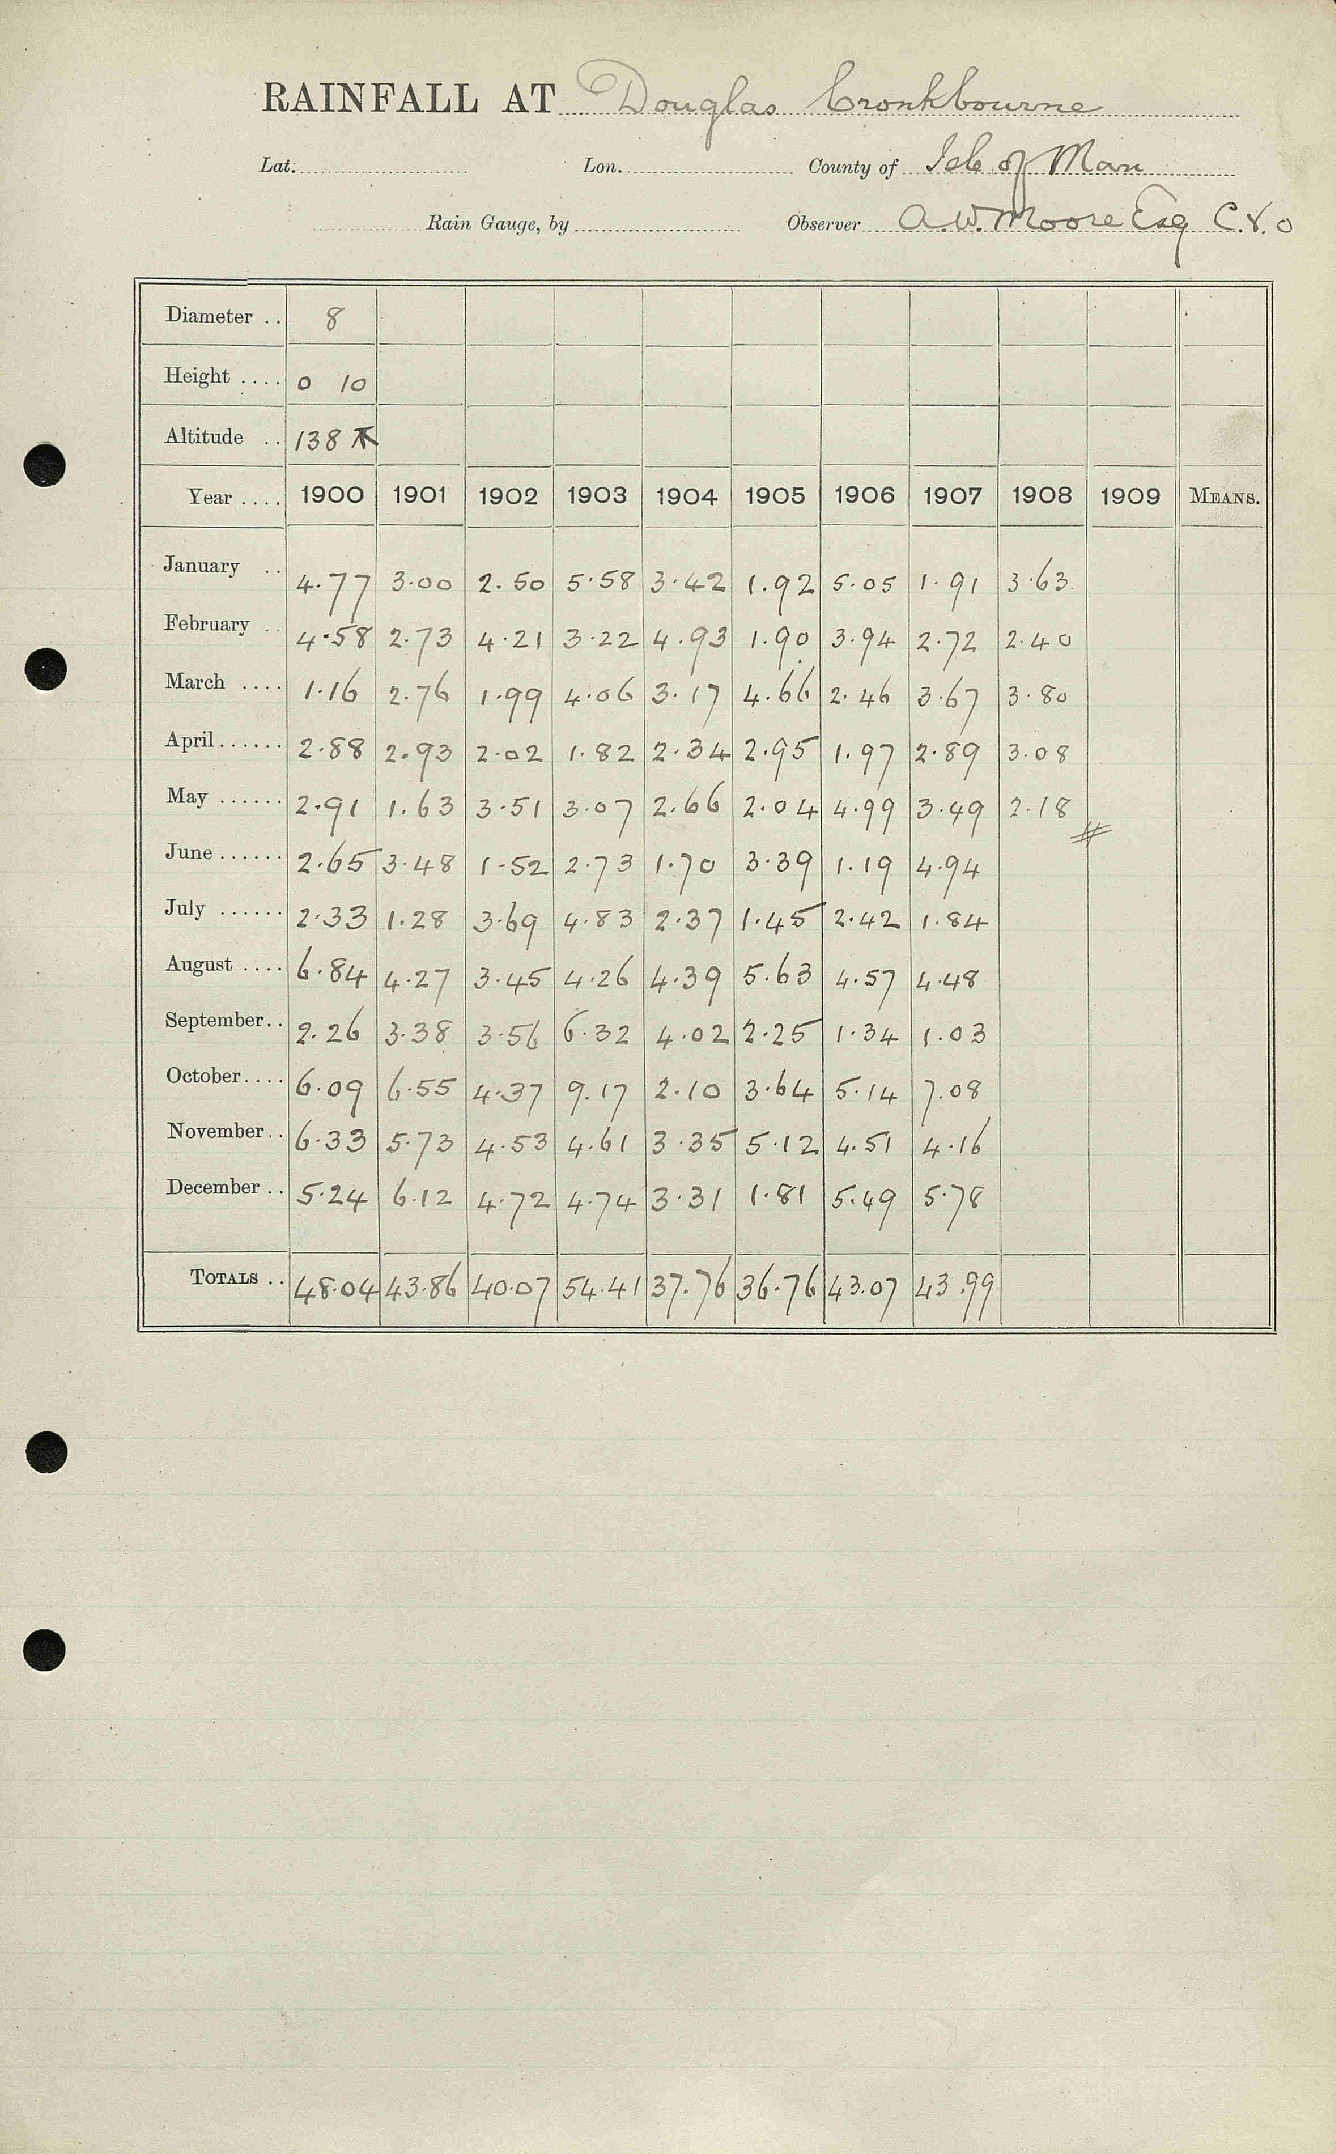 RAINFALL AT Douglas Cronkbourne
Lat. Lon. County of Isle of Man
Rain Gauge, by Observer A.W. Moore Esq C.V.O
Diameter .. 8
Height .... 0 10
Altitude .. 138
Year .... 1900 1901 1902 1903 1904 1905 1906 1907 1908 1909 MEANS.
January .. 4.77 3.00 2.50 5.58 3.42 1.92 5.05 1.91 3.63
February .. 4.58 2.73 4.21 3.22 4.93 1.90 3.94 2.72 2.40
March .... 1.16 2.76 1.99 4.06 3.17 4.66 2.46 3.67 3.80
April...... 2.88 2.93 2.02 1.82 2.34 2.95 1.97 2.89 3.08
May ...... 2.91 1.63 3.51 3.07 2.66 2.04 4.99 3.49 2.18
June...... 2.65 3.48 1.52 2.73 1.70 3.39 1.19 4.94
July ...... 2.33 1.28 3.69 4.83 2.37 1.45 2.42 1.84
August .... 6.84 4.27 3.45 4.26 4.39 5.63 4.57 4.48
September.. 2.26 3.38 3.56 6.32 4.02 2.25 1.34 1.03
October.... 6.09 6.55 4.37 9.17 2.10 3.64 5.14 7.08
November.. 6.33 5.73 4.53 4.61 3.35 5.12 4.51 4.16
December.. 5.24 6.12 4.72 4.74 3.31 1.81 5.49 5.78
TOTALS .. 48.04 43.86 40.07 54.41 37.76 36.76 43.07 43.99